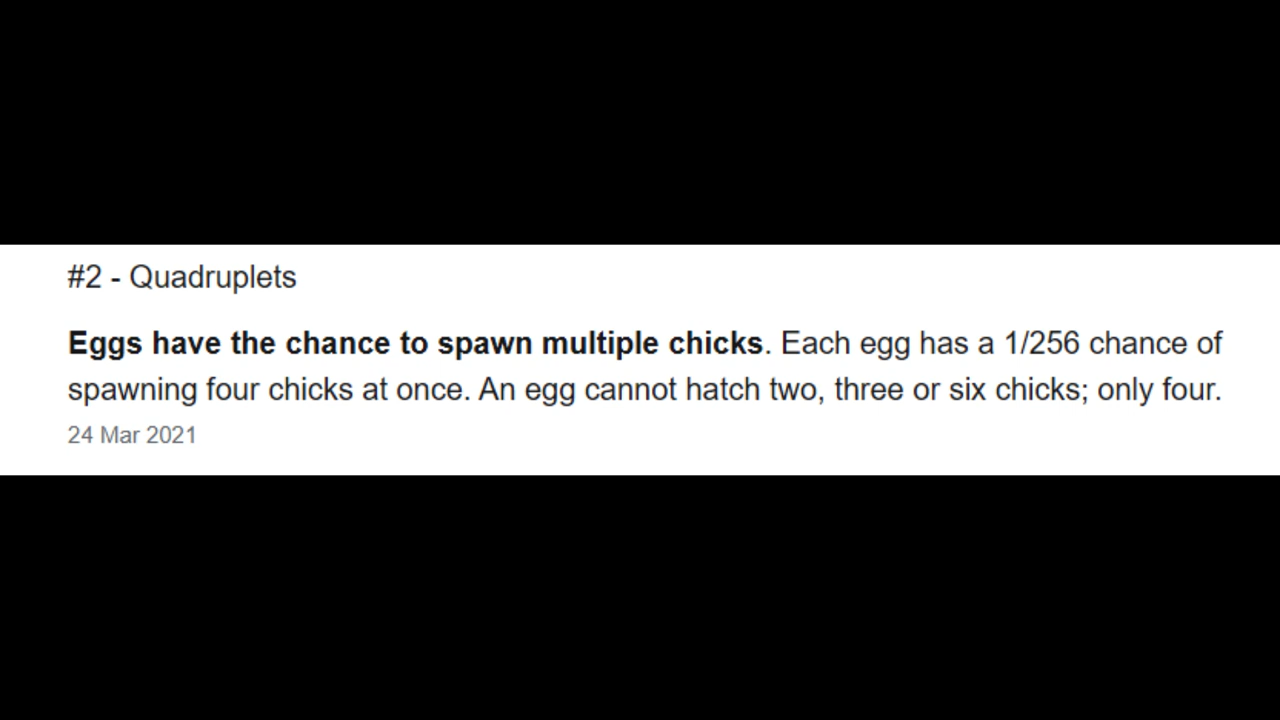 #2 - Quadruplets
Eggs have the chance to spawn multiple chicks. Each egg has a 1/256 chance of
spawning four chicks at once. An egg cannot hatch two, three or six chicks; only four.
24 Mar 2021